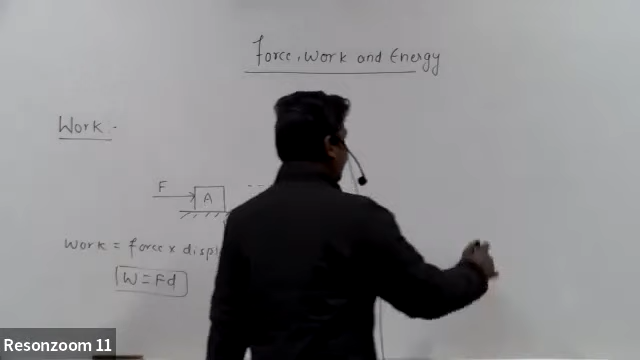 Force, Work and Energy
Work :-
F
A
Work = force x displ
W = Fd
Resonzoom 11